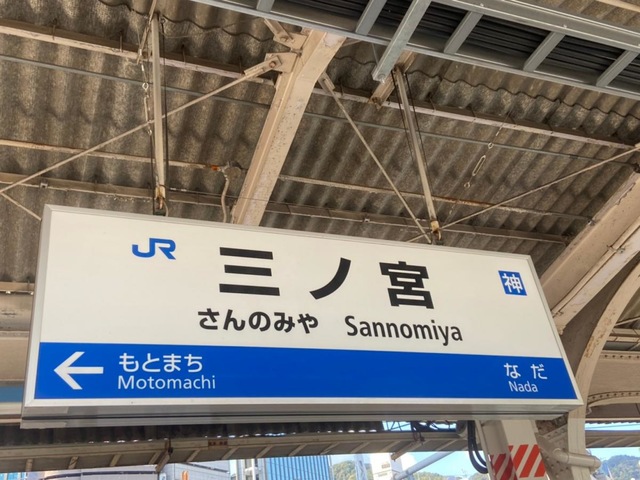 JR 三ノ宮 神
さんのみや Sannomiya
← もとまち なだ
Motomachi Nada